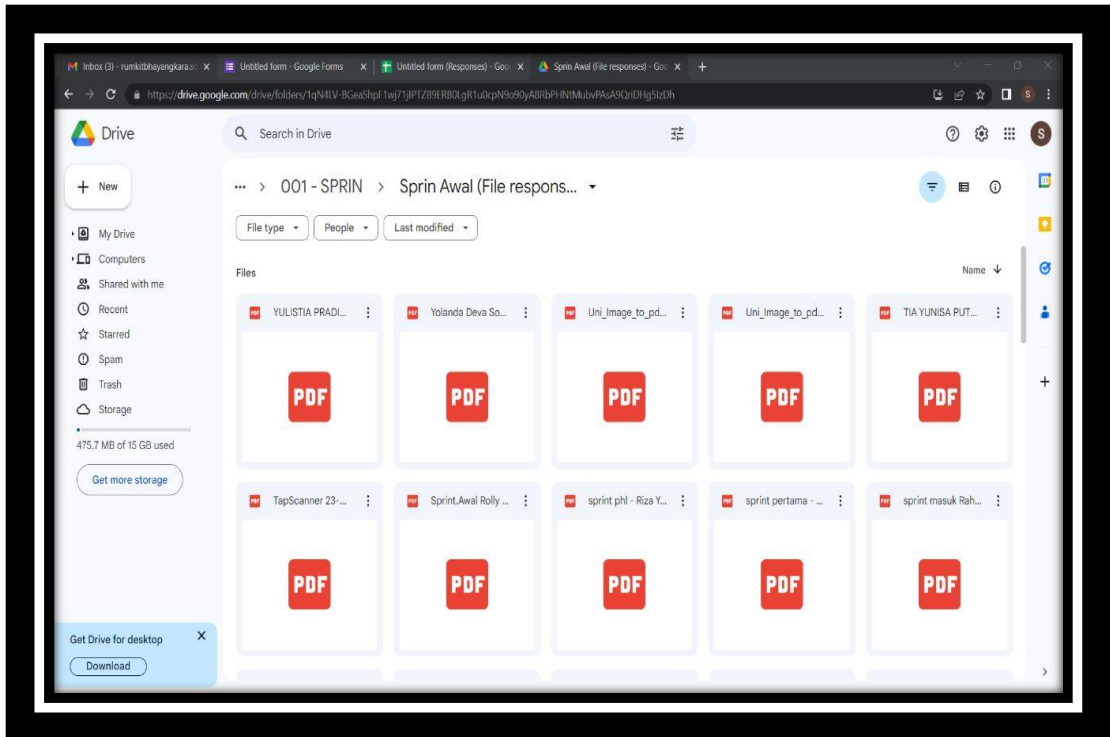 Inbox (3) - rumkitbhayangkara.sc
Untitled form - Google Forms
Untitled form (Responses) - Goo
Sprin Awal (File responses) - Goo
drive.google.com/drive/folders/
Drive
Search in Drive
S
New
... > 001 - SPRIN > Sprin Awal (File respons...
File type
People
Last modified
My Drive
Computers
Shared with me
Recent
Starred
Spam
Trash
Storage
475.7 MB of 15 GB used
Get more storage
Files
Name
YULISTIA PRADI...
Yolanda Deva So...
Uni_Image_to_pd...
Uni_Image_to_pd...
TIA YUNISA PUT...
PDF
PDF
PDF
PDF
PDF
TapScanner 23-...
Sprint.Awal Rolly ...
sprint phl - Riza Y...
sprint pertama - ...
sprint masuk Rah...
PDF
PDF
PDF
PDF
PDF
Get Drive for desktop
Download